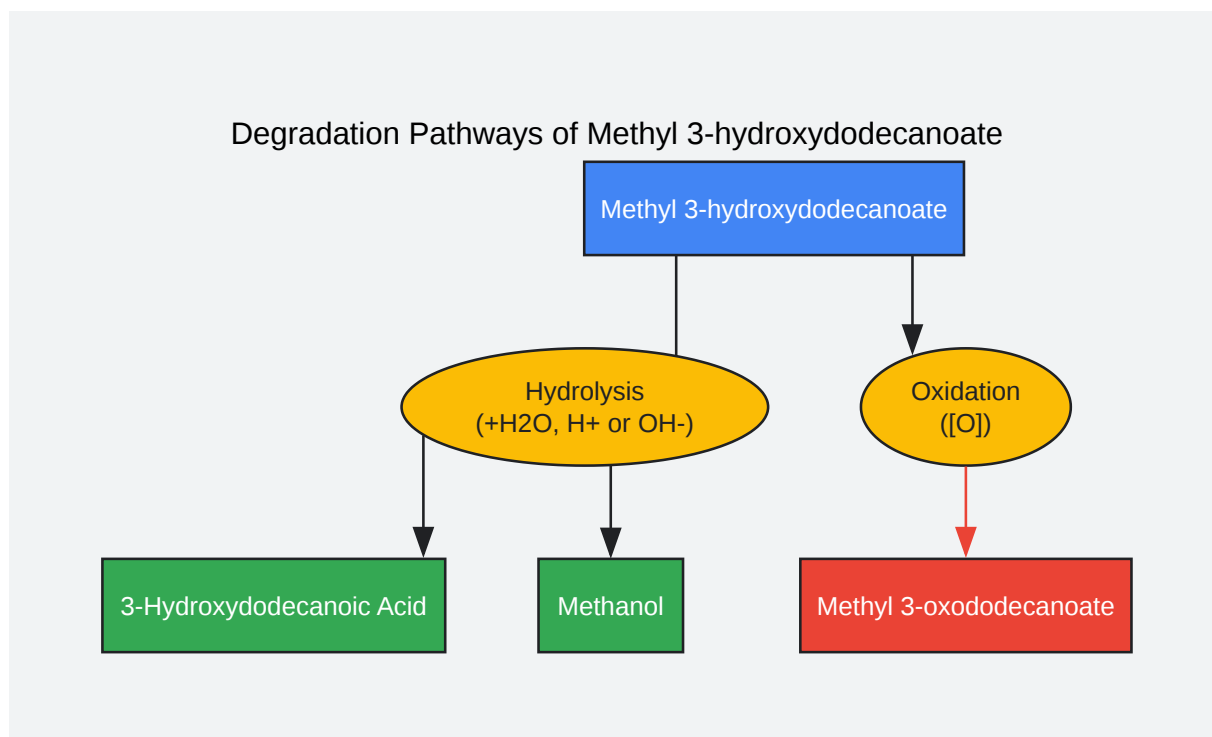 Degradation Pathways of Methyl 3-hydroxydodecanoate
Methyl 3-hydroxydodecanoate
Hydrolysis
(+H2O, H+ or OH-)
Oxidation
([O])
3-Hydroxydodecanoic Acid
Methanol
Methyl 3-oxododecanoate